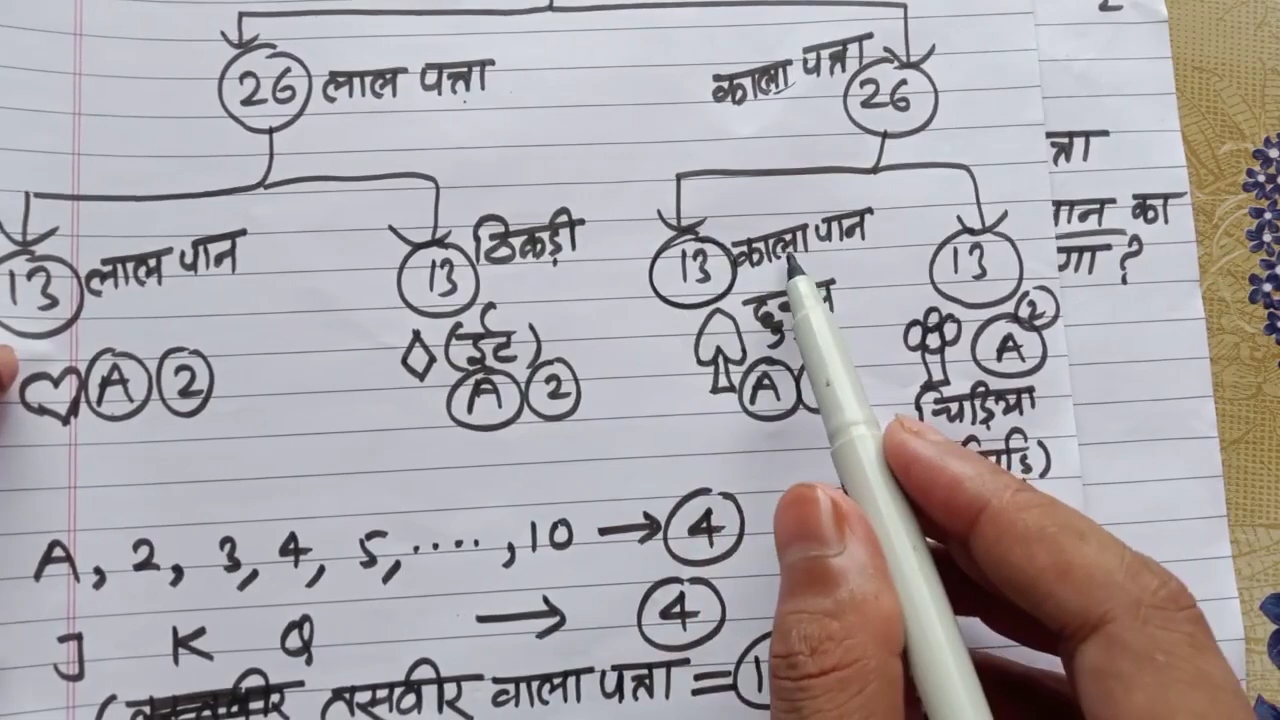 26 लाल पत्ता काला पत्ता 26
त्ता
13 लाल पान 13 ठिकड़ी 13 काला पान 13
का
गा ?
(ईंट) A 2
A 2 A 2 A
चिड़िया
A, 2, 3, 4, 5, ...., 10 → 4
J K Q → 4
तसवीर वाला पत्ता =